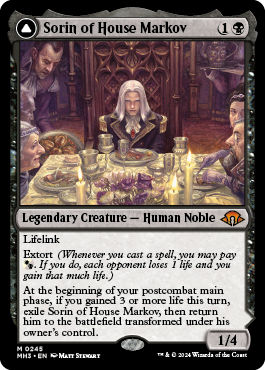 Sorin of House Markov 1
Legendary Creature — Human Noble
Lifelink
Extort (Whenever you cast a spell, you may pay
. If you do, each opponent loses 1 life and you
gain that much life.)
At the beginning of your postcombat main
phase, if you gained 3 or more life this turn,
exile Sorin of House Markov, then return
him to the battlefield transformed under his
owner's control.
1/4
M 0245
MH3 • EN Matt Stewart
™ & © 2024 Wizards of the Coast